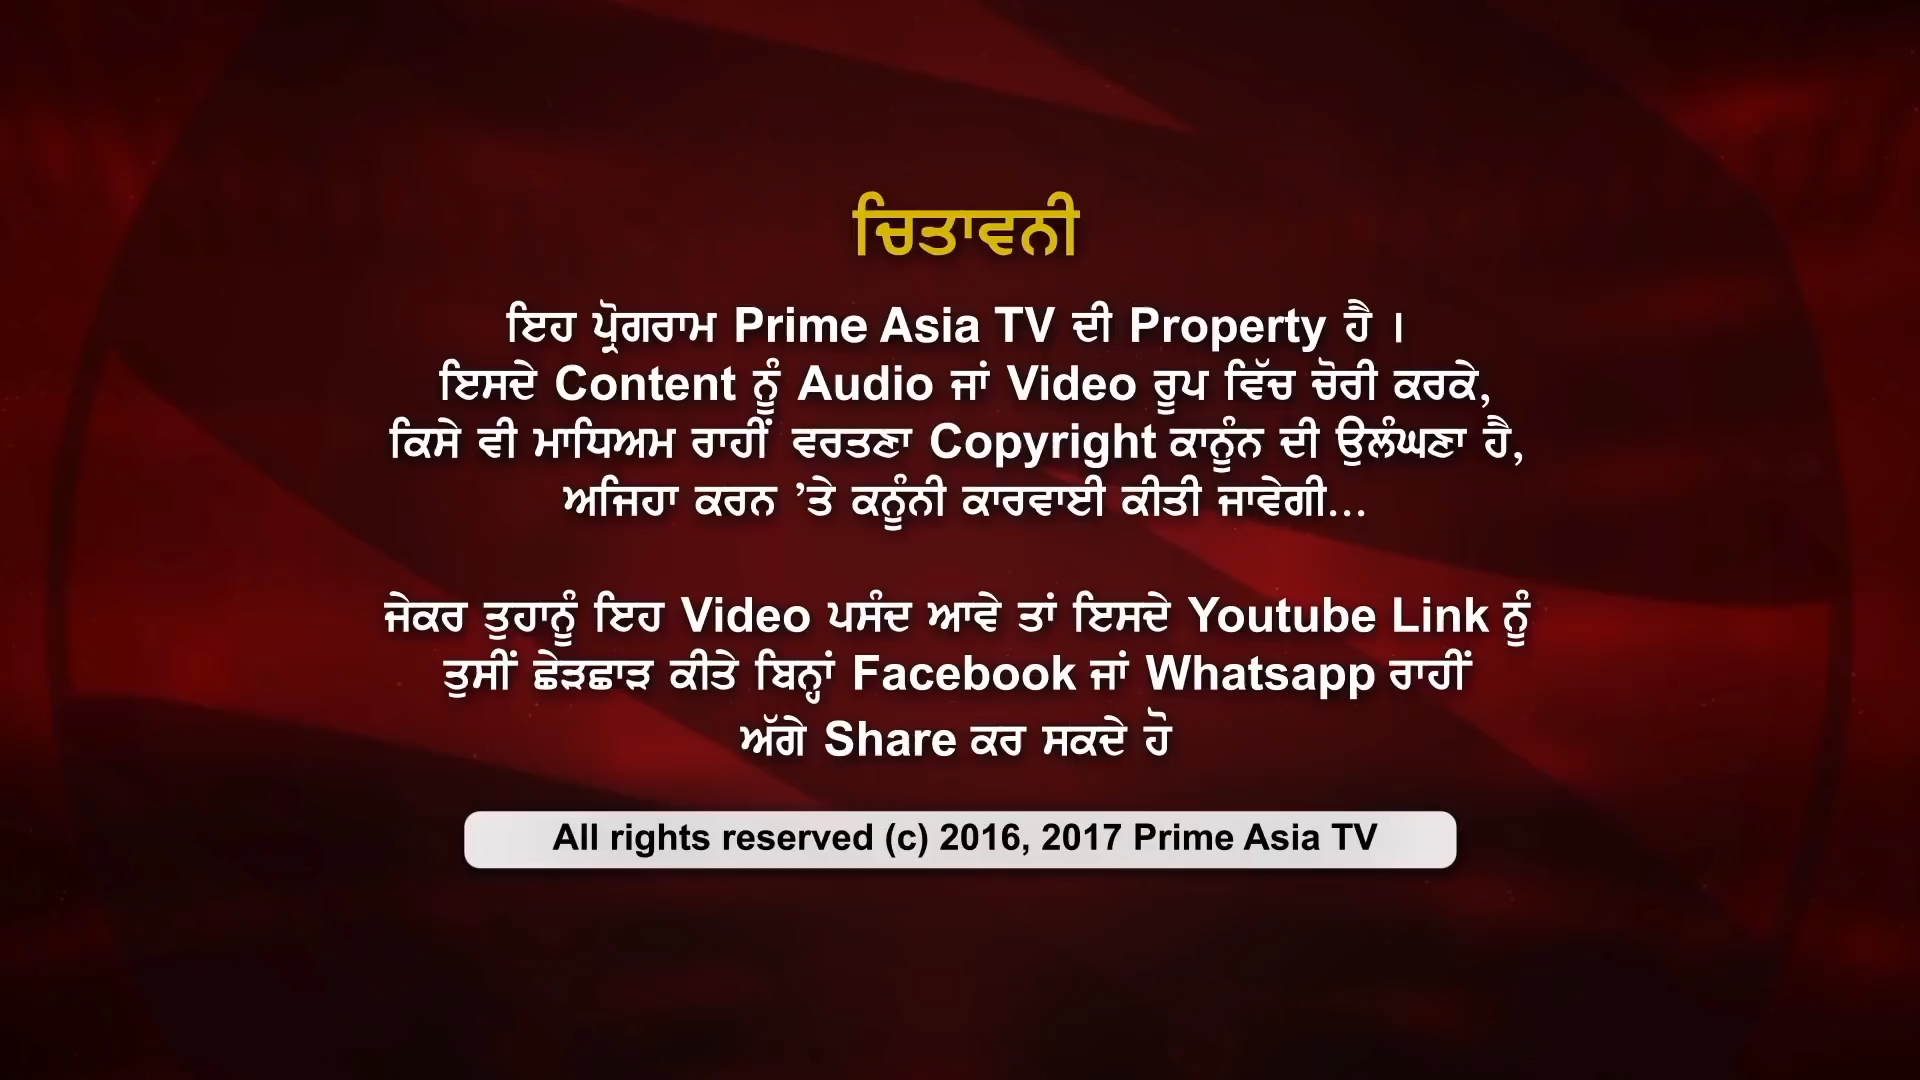 ਚਿਤਾਵਨੀ
ਇਹ ਪ੍ਰੋਗਰਾਮ Prime Asia TV ਦੀ Property ਹੈ ।
ਇਸਦੇ Content ਨੂੰ Audio ਜਾਂ Video ਰੂਪ ਵਿੱਚ ਚੋਰੀ ਕਰਕੇ,
ਕਿਸੇ ਵੀ ਮਾਧਿਅਮ ਰਾਹੀਂ ਵਰਤਣਾ Copyright ਕਾਨੂੰਨ ਦੀ ਉਲੰਘਣਾ ਹੈ,
ਅਜਿਹਾ ਕਰਨ ’ਤੇ ਕਨੂੰਨੀ ਕਾਰਵਾਈ ਕੀਤੀ ਜਾਵੇਗੀ...
ਜੇਕਰ ਤੁਹਾਨੂੰ ਇਹ Video ਪਸੰਦ ਆਵੇ ਤਾਂ ਇਸਦੇ Youtube Link ਨੂੰ
ਤੁਸੀਂ ਛੇੜਛਾੜ ਕੀਤੇ ਬਿਨ੍ਹਾਂ Facebook ਜਾਂ Whatsapp ਰਾਹੀਂ
ਅੱਗੇ Share ਕਰ ਸਕਦੇ ਹੋ
All rights reserved (c) 2016, 2017 Prime Asia TV